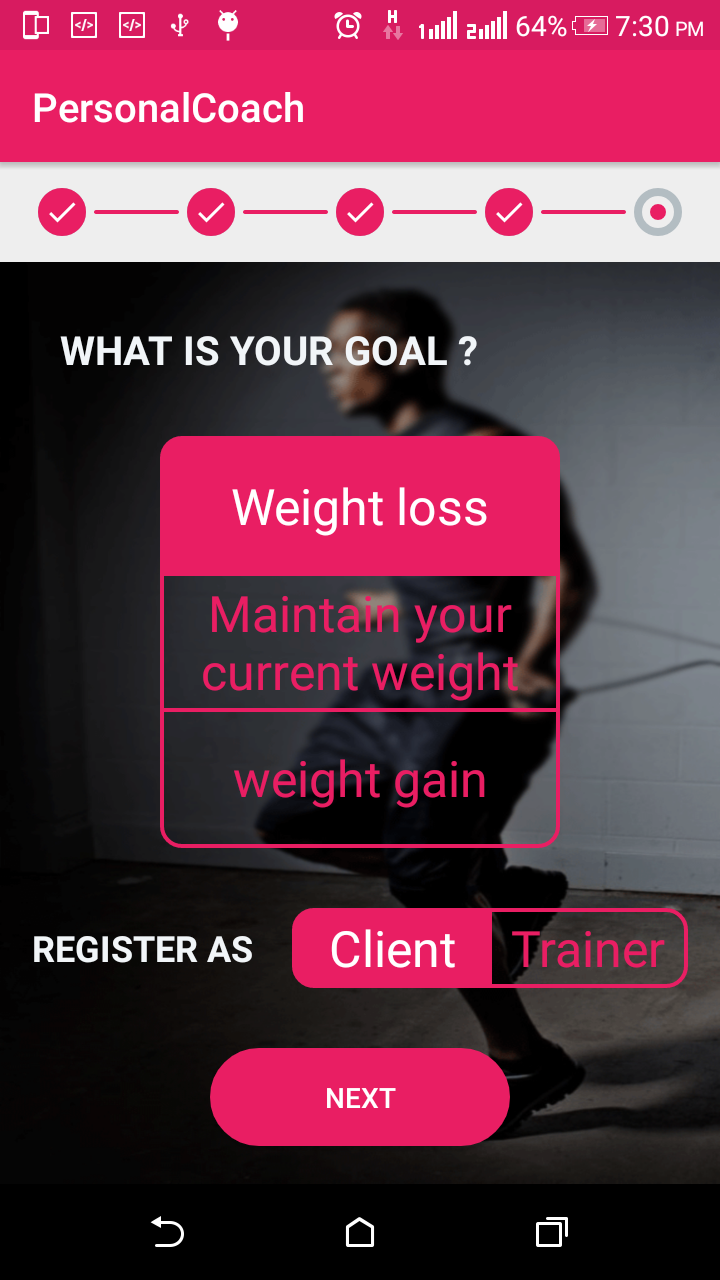 H 1 2 64% 7:30 PM
PersonalCoach
WHAT IS YOUR GOAL ?
Weight loss
Maintain your
current weight
weight gain
REGISTER AS Client Trainer
NEXT